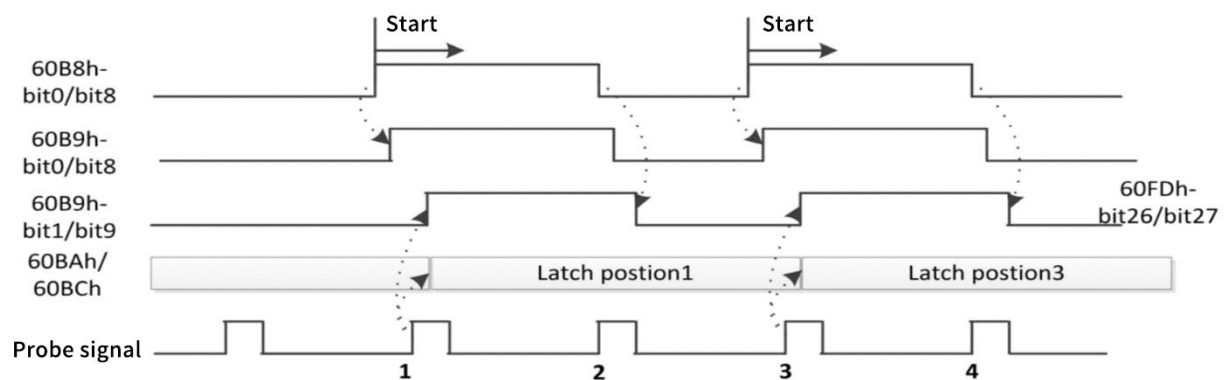 Start
Start
60B8h-
bit0/bit8
60B9h-
bit0/bit8
60B9h-
bit1/bit9
60FDh-
bit26/bit27
60BAh/
60BCh
Latch postion1
Latch postion3
Probe signal
1
2
3
4